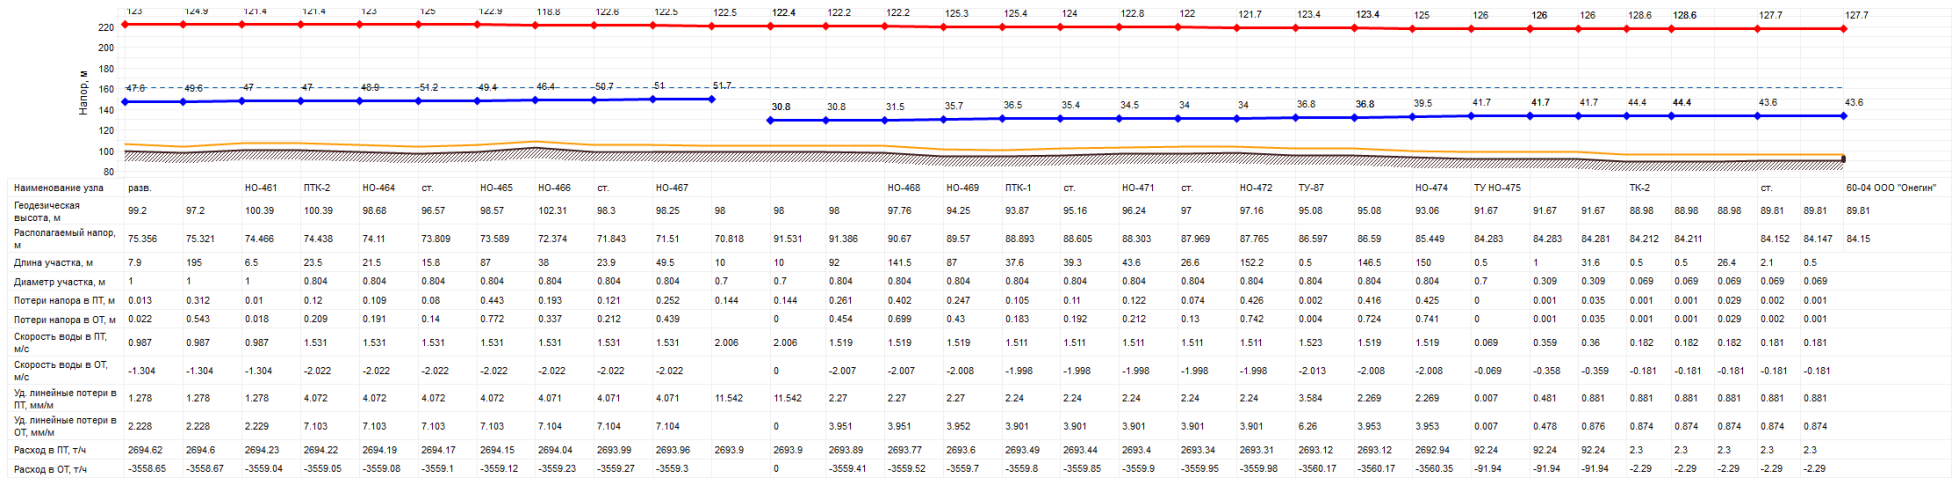 123 124.9 121.4 121.4 123 125 122.9 118.8 122.6 122.5 122.5 122.4 122.2 122.2 125.3 125.4 124 122.8 122 121.7 123.4 123.4 125 126 126 126 128.6 128.6 127.7 127.7
220
200
180
160
140
120
100
80
Напор, м
47.6 49.6 47 47 48.9 51.2 49.4 46.4 50.7 51 51.7
30.8 30.8 31.5 35.7 36.5 35.4 34.5 34 34 36.8 36.8 39.5 41.7 41.7 41.7 44.4 44.4 43.6 43.6
Наименование узла разв. НО-461 ПТК-2 НО-464 ст. НО-465 НО-466 ст. НО-467 НО-468 НО-469 ПТК-1 ст. НО-471 ст. НО-472 ТУ-87 НО-474 ТУ НО-475 ТК-2 ст. 60-04 ООО "Онегин"
Геодезическая
высота, м 99.2 97.2 100.39 100.39 98.68 96.57 98.57 102.31 98.3 98.25 98 98 98 97.76 94.25 93.87 95.16 96.24 97 97.16 95.08 95.08 93.06 91.67 91.67 91.67 88.98 88.98 88.98 89.81 89.81 89.81
Располагаемый напор,
м 75.356 75.321 74.466 74.438 74.11 73.809 73.589 72.374 71.843 71.51 70.818 91.531 91.386 90.67 89.57 88.893 88.605 88.303 87.969 87.765 86.597 86.59 85.449 84.283 84.283 84.281 84.212 84.211 84.152 84.147 84.15
Длина участка, м 7.9 195 6.5 23.5 21.5 15.8 87 38 23.9 49.5 10 10 92 141.5 87 37.6 39.3 43.6 26.6 152.2 0.5 146.5 150 0.5 1 31.6 0.5 0.5 26.4 2.1 0.5
Диаметр участка, м 1 1 1 0.804 0.804 0.804 0.804 0.804 0.804 0.804 0.7 0.7 0.804 0.804 0.804 0.804 0.804 0.804 0.804 0.804 0.804 0.804 0.804 0.7 0.309 0.309 0.069 0.069 0.069 0.069 0.069
Потери напора в ПТ, м 0.013 0.312 0.01 0.12 0.109 0.08 0.443 0.193 0.121 0.252 0.144 0.144 0.261 0.402 0.247 0.105 0.11 0.122 0.074 0.426 0.002 0.416 0.425 0 0.001 0.035 0.001 0.001 0.029 0.002 0.001
Потери напора в ОТ, м 0.022 0.543 0.018 0.209 0.191 0.14 0.772 0.337 0.212 0.439 0 0.454 0.699 0.43 0.183 0.192 0.212 0.13 0.742 0.004 0.724 0.741 0 0.001 0.035 0.001 0.001 0.029 0.002 0.001
Скорость воды в ПТ,
м/с 0.987 0.987 0.987 1.531 1.531 1.531 1.531 1.531 1.531 1.531 2.006 2.006 1.519 1.519 1.519 1.511 1.511 1.511 1.511 1.511 1.523 1.519 1.519 0.069 0.359 0.36 0.182 0.182 0.182 0.181 0.181
Скорость воды в ОТ,
м/с -1.304 -1.304 -1.304 -2.022 -2.022 -2.022 -2.022 -2.022 -2.022 -2.022 0 -2.007 -2.007 -2.008 -1.998 -1.998 -1.998 -1.998 -1.998 -2.013 -2.008 -2.008 -0.069 -0.358 -0.359 -0.181 -0.181 -0.181 -0.181 -0.181
Уд. линейные потери в
ПТ, мм/м 1.278 1.278 1.278 4.072 4.072 4.072 4.072 4.071 4.071 4.071 11.542 11.542 2.27 2.27 2.27 2.24 2.24 2.24 2.24 2.24 3.584 2.269 2.269 0.007 0.481 0.881 0.881 0.881 0.881 0.881 0.881
Уд. линейные потери в
ОТ, мм/м 2.228 2.228 2.229 7.103 7.103 7.103 7.103 7.104 7.104 7.104 0 3.951 3.951 3.952 3.901 3.901 3.901 3.901 3.901 6.26 3.953 3.953 0.007 0.478 0.876 0.874 0.874 0.874 0.874 0.874
Расход в ПТ, т/ч 2694.62 2694.6 2694.23 2694.22 2694.19 2694.17 2694.15 2694.04 2693.99 2693.96 2693.9 2693.9 2693.89 2693.77 2693.6 2693.49 2693.44 2693.4 2693.34 2693.31 2693.12 2693.12 2692.94 92.24 92.24 92.24 2.3 2.3 2.3 2.3 2.3
Расход в ОТ, т/ч -3558.65 -3558.67 -3559.04 -3559.05 -3559.08 -3559.1 -3559.12 -3559.23 -3559.27 -3559.3 0 -3559.41 -3559.52 -3559.7 -3559.8 -3559.85 -3559.9 -3559.95 -3559.98 -3560.17 -3560.17 -3560.35 -91.94 -91.94 -91.94 -2.29 -2.29 -2.29 -2.29 -2.29